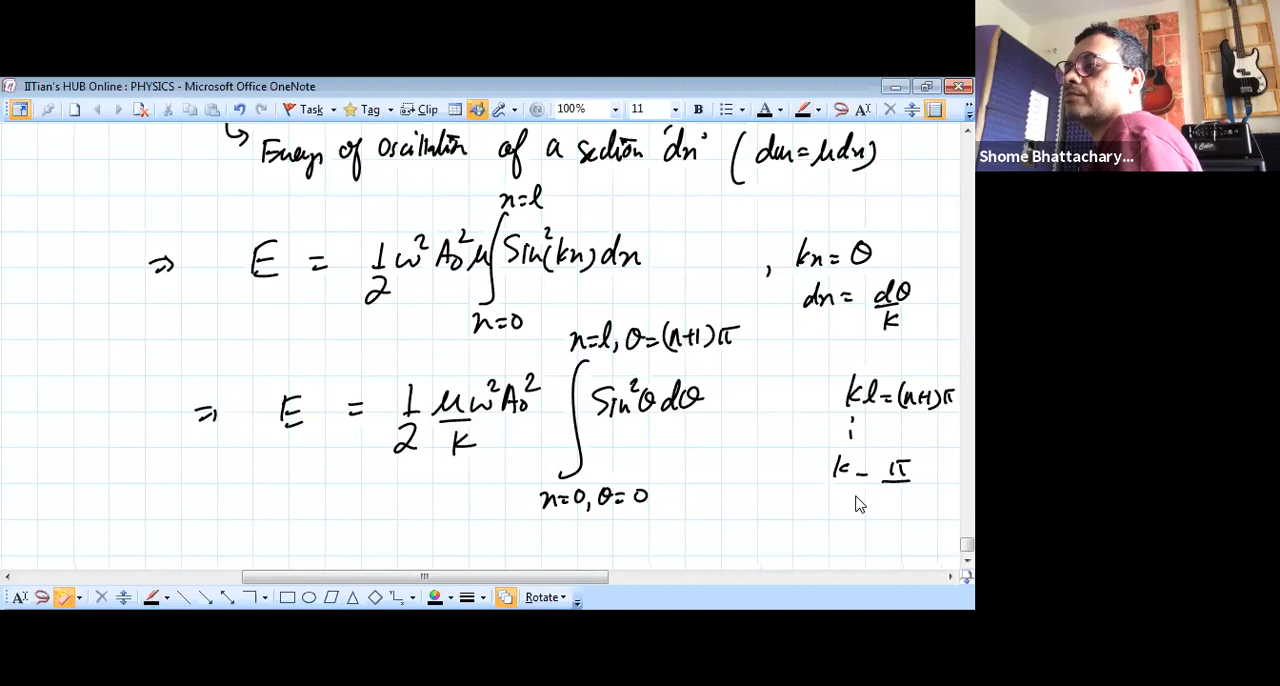 IITian's HUB Online : PHYSICS - Microsoft Office OneNote
Task Tag Clip 100% 11 B A A
Shome Bhattachary...
↳ Energy of oscillation of a section 'dx' (dm = μdx)
x=l
⇒ E = 1/2 ω² A₀² μ ∫ Sin²(kx) dx , kx = θ
x=0
dx = dθ/k
x=l, θ=(n+1)π
⇒ E = 1/2 μω²A₀²/k ∫ Sin²θ dθ
x=0, θ=0
kl=(n+1)π
k - π
A Rotate